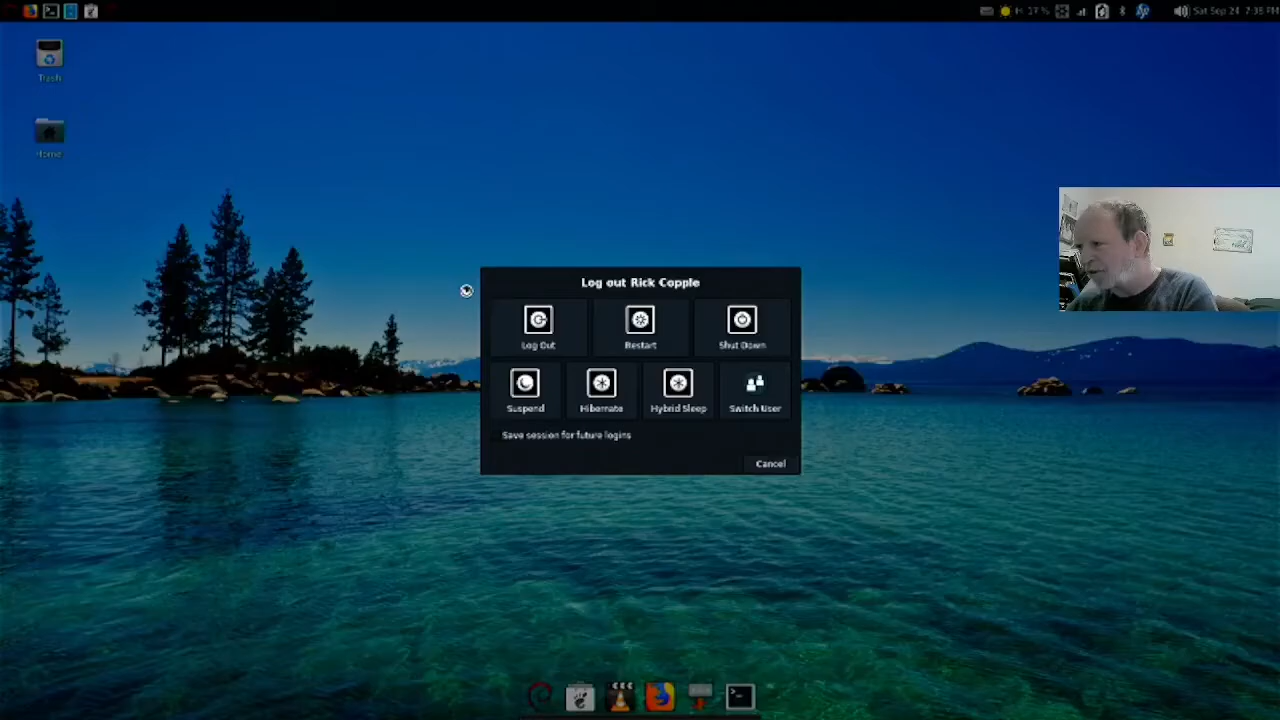 Sat Sep 24 7:38 PM
Trash
Home
Log out Rick Copple
Log Out
Restart
Shut Down
Suspend
Hibernate
Hybrid Sleep
Switch User
Save session for future logins
Cancel